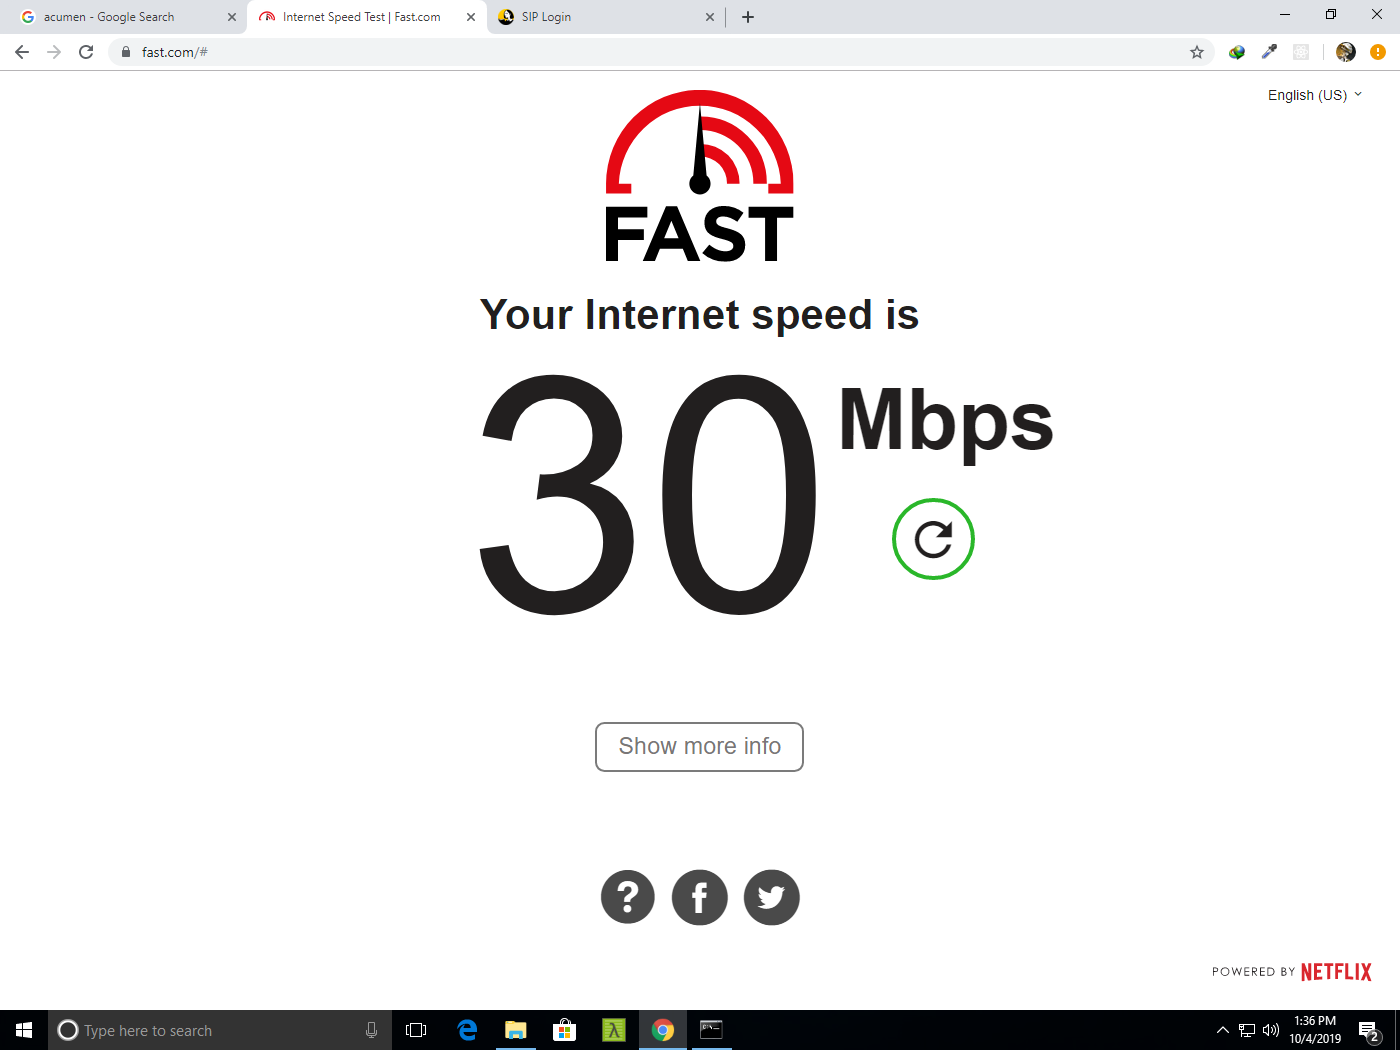 acumen - Google Search
Internet Speed Test | Fast.com
SIP Login
fast.com/#
English (US)
FAST
Your Internet speed is
30 Mbps
Show more info
?
f
POWERED BY NETFLIX
Type here to search
1:36 PM
10/4/2019
2